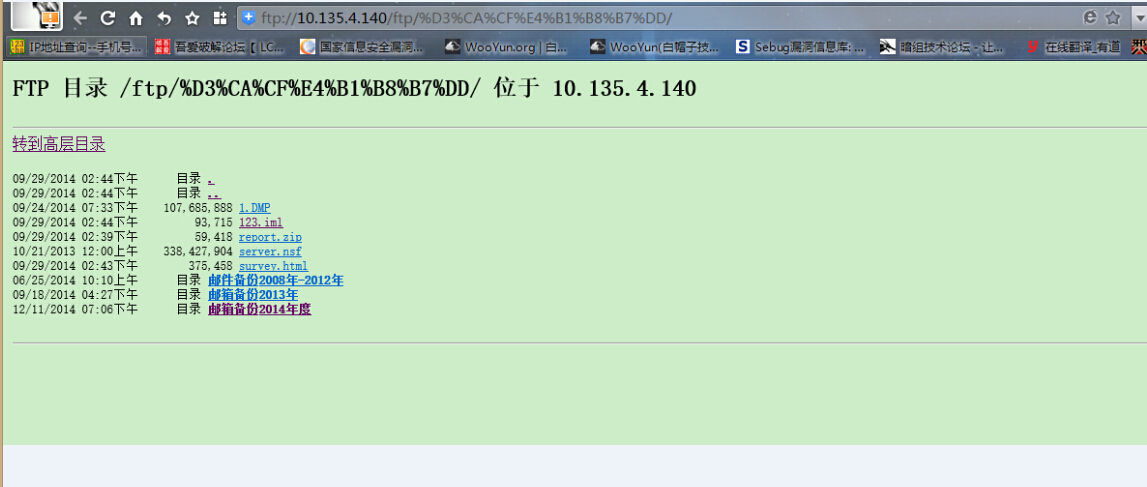 ftp://10.135.4.140/ftp/%D3%CA%CF%E4%B1%B8%B7%DD/
IP地址查询--手机号... 吾爱破解论坛【LC... 国家信息安全漏洞... WooYun.org | 白... WooYun(白帽子技... Sebug漏洞信息库: ... 暗组技术论坛 - 让... 在线翻译_有道
FTP 目录 /ftp/%D3%CA%CF%E4%B1%B8%B7%DD/ 位于 10.135.4.140
转到高层目录
09/29/2014 02:44下午 目录 .
09/29/2014 02:44下午 目录 ..
09/24/2014 07:33下午 107,685,888 1.DMP
09/29/2014 02:44下午 93,715 123.iml
09/29/2014 02:39下午 59,418 report.zip
10/21/2013 12:00上午 338,427,904 server.nsf
09/29/2014 02:43下午 375,458 survey.html
06/25/2014 10:10上午 目录 邮件备份2008年-2012年
09/18/2014 04:27下午 目录 邮箱备份2013年
12/11/2014 07:06下午 目录 邮箱备份2014年度